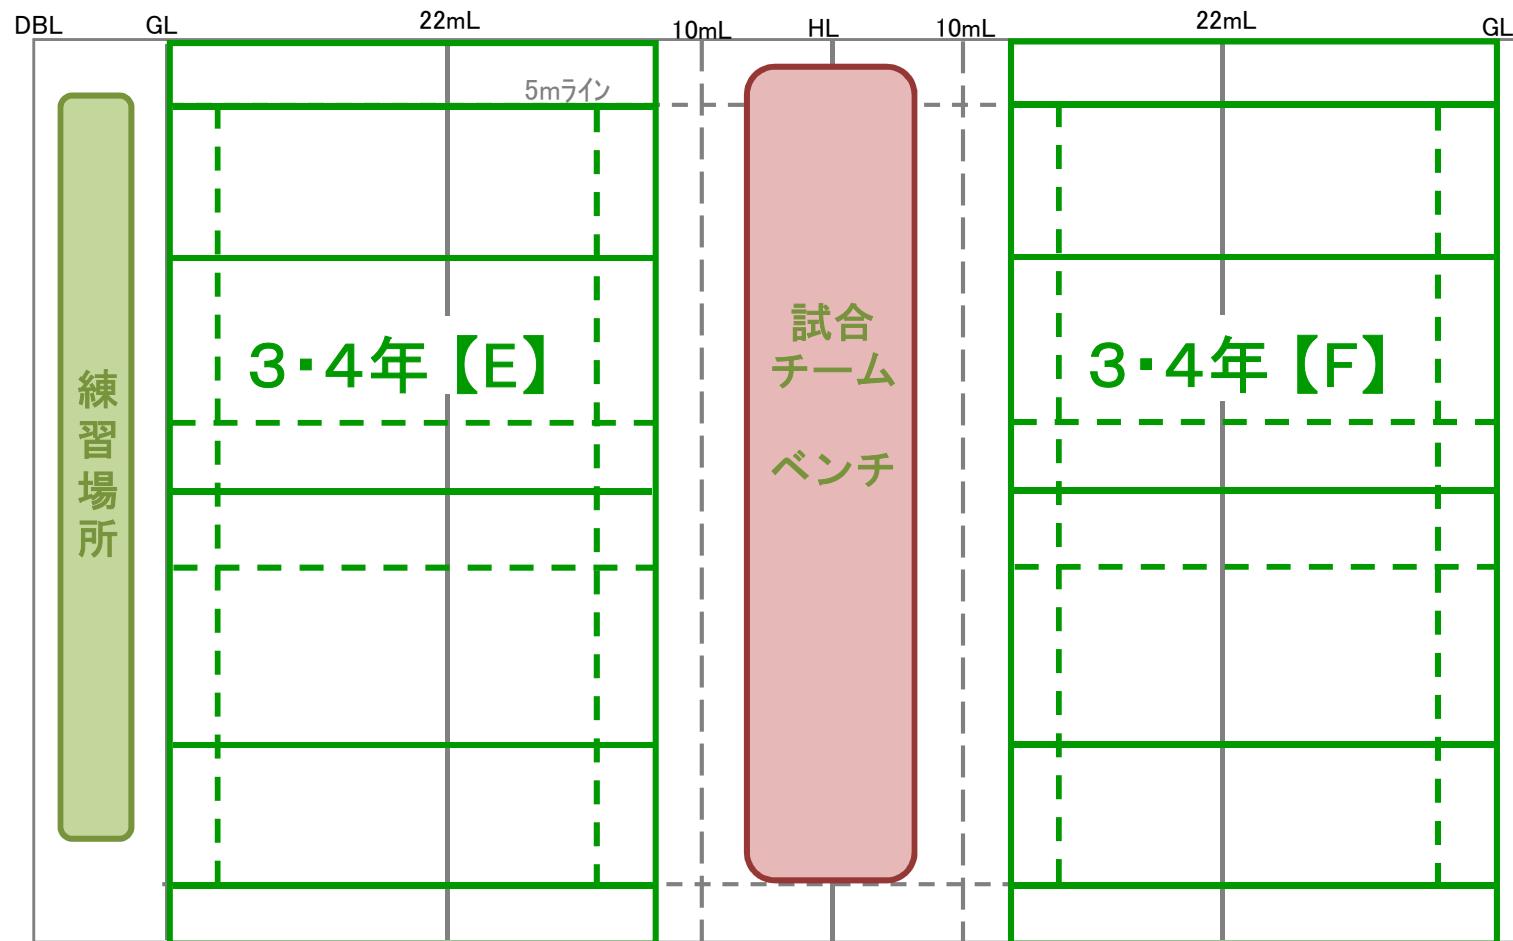 DBL
GL
22mL
10mL
HL
10mL
22mL
GL
5mライン
3・4年【E】
試合
チーム
ベンチ
3・4年【F】
練習場所